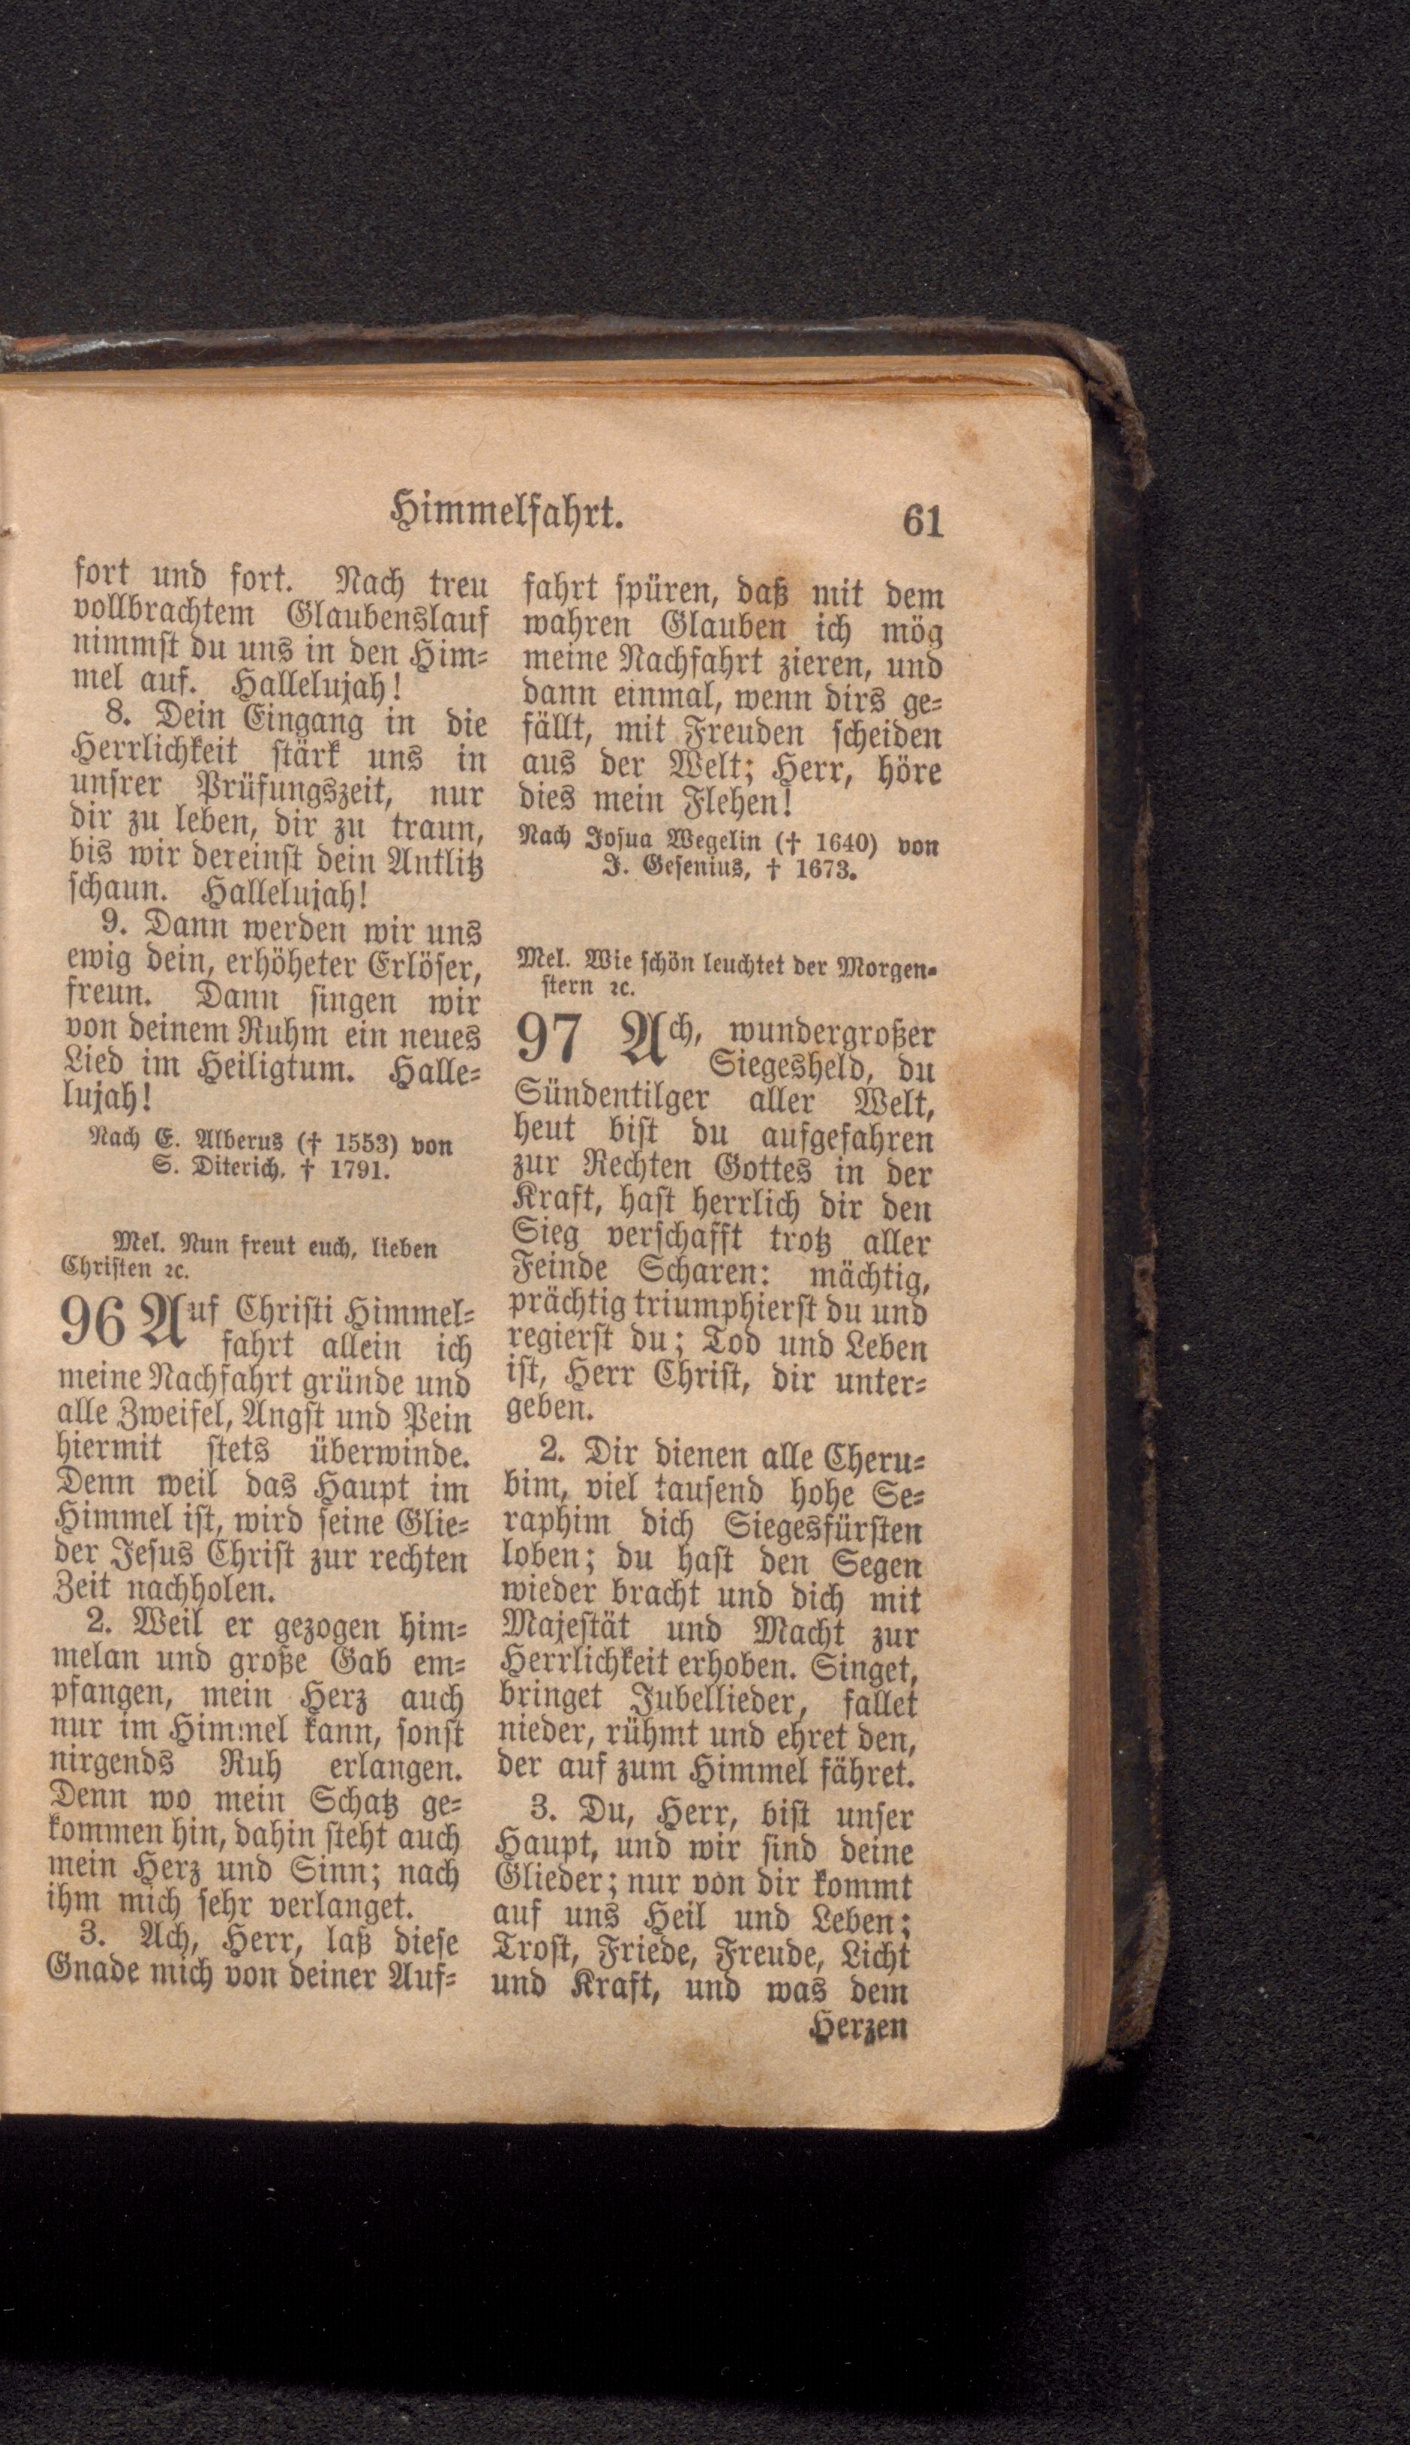 Himmelfahrt. 61
fort und fort. Nach treu
vollbrachtem Glaubenslauf
nimmst du uns in den Him-
mel auf. Hallelujah!
8. Dein Eingang in die
Herrlichkeit stärk uns in
unsrer Prüfungszeit, nur
dir zu leben, dir zu traun,
bis wir dereinst dein Antlitz
schaun. Hallelujah!
9. Dann werden wir uns
ewig dein, erhöheter Erlöser,
freun. Dann singen wir
von deinem Ruhm ein neues
Lied im Heiligtum. Halle-
lujah!
Nach E. Alberus († 1553) von
S. Diterich, † 1791.
Mel. Nun freut euch, lieben
Christen ꝛc.
96 Auf Christi Himmel-
fahrt allein ich
meine Nachfahrt gründe und
alle Zweifel, Angst und Pein
hiermit stets überwinde.
Denn weil das Haupt im
Himmel ist, wird seine Glie-
der Jesus Christ zur rechten
Zeit nachholen.
2. Weil er gezogen him-
melan und große Gab em-
pfangen, mein Herz auch
nur im Himmel kann, sonst
nirgends Ruh erlangen.
Denn wo mein Schatz ge-
kommen hin, dahin steht auch
mein Herz und Sinn; nach
ihm mich sehr verlanget.
3. Ach, Herr, laß diese
Gnade mich von deiner Auf-
fahrt spüren, daß mit dem
wahren Glauben ich mög
meine Nachfahrt zieren, und
dann einmal, wenn dirs ge-
fällt, mit Freuden scheiden
aus der Welt; Herr, höre
dies mein Flehen!
Nach Josua Wegelin († 1640) von
J. Gesenius, † 1673.
Mel. Wie schön leuchtet der Morgen-
stern ꝛc.
97 Ach, wundergroßer
Siegesheld, du
Sündentilger aller Welt,
heut bist du aufgefahren
zur Rechten Gottes in der
Kraft, hast herrlich dir den
Sieg verschafft trotz aller
Feinde Scharen: mächtig,
prächtig triumphierst du und
regierst du; Tod und Leben
ist, Herr Christ, dir unter-
geben.
2. Dir dienen alle Cheru-
bim, viel tausend hohe Se-
raphim dich Siegesfürsten
loben; du hast den Segen
wieder bracht und dich mit
Majestät und Macht zur
Herrlichkeit erhoben. Singet,
bringet Jubellieder, fallet
nieder, rühmt und ehret den,
der auf zum Himmel fähret.
3. Du, Herr, bist unser
Haupt, und wir sind deine
Glieder; nur von dir kommt
auf uns Heil und Leben;
Trost, Friede, Freude, Licht
und Kraft, und was dem
Herzen